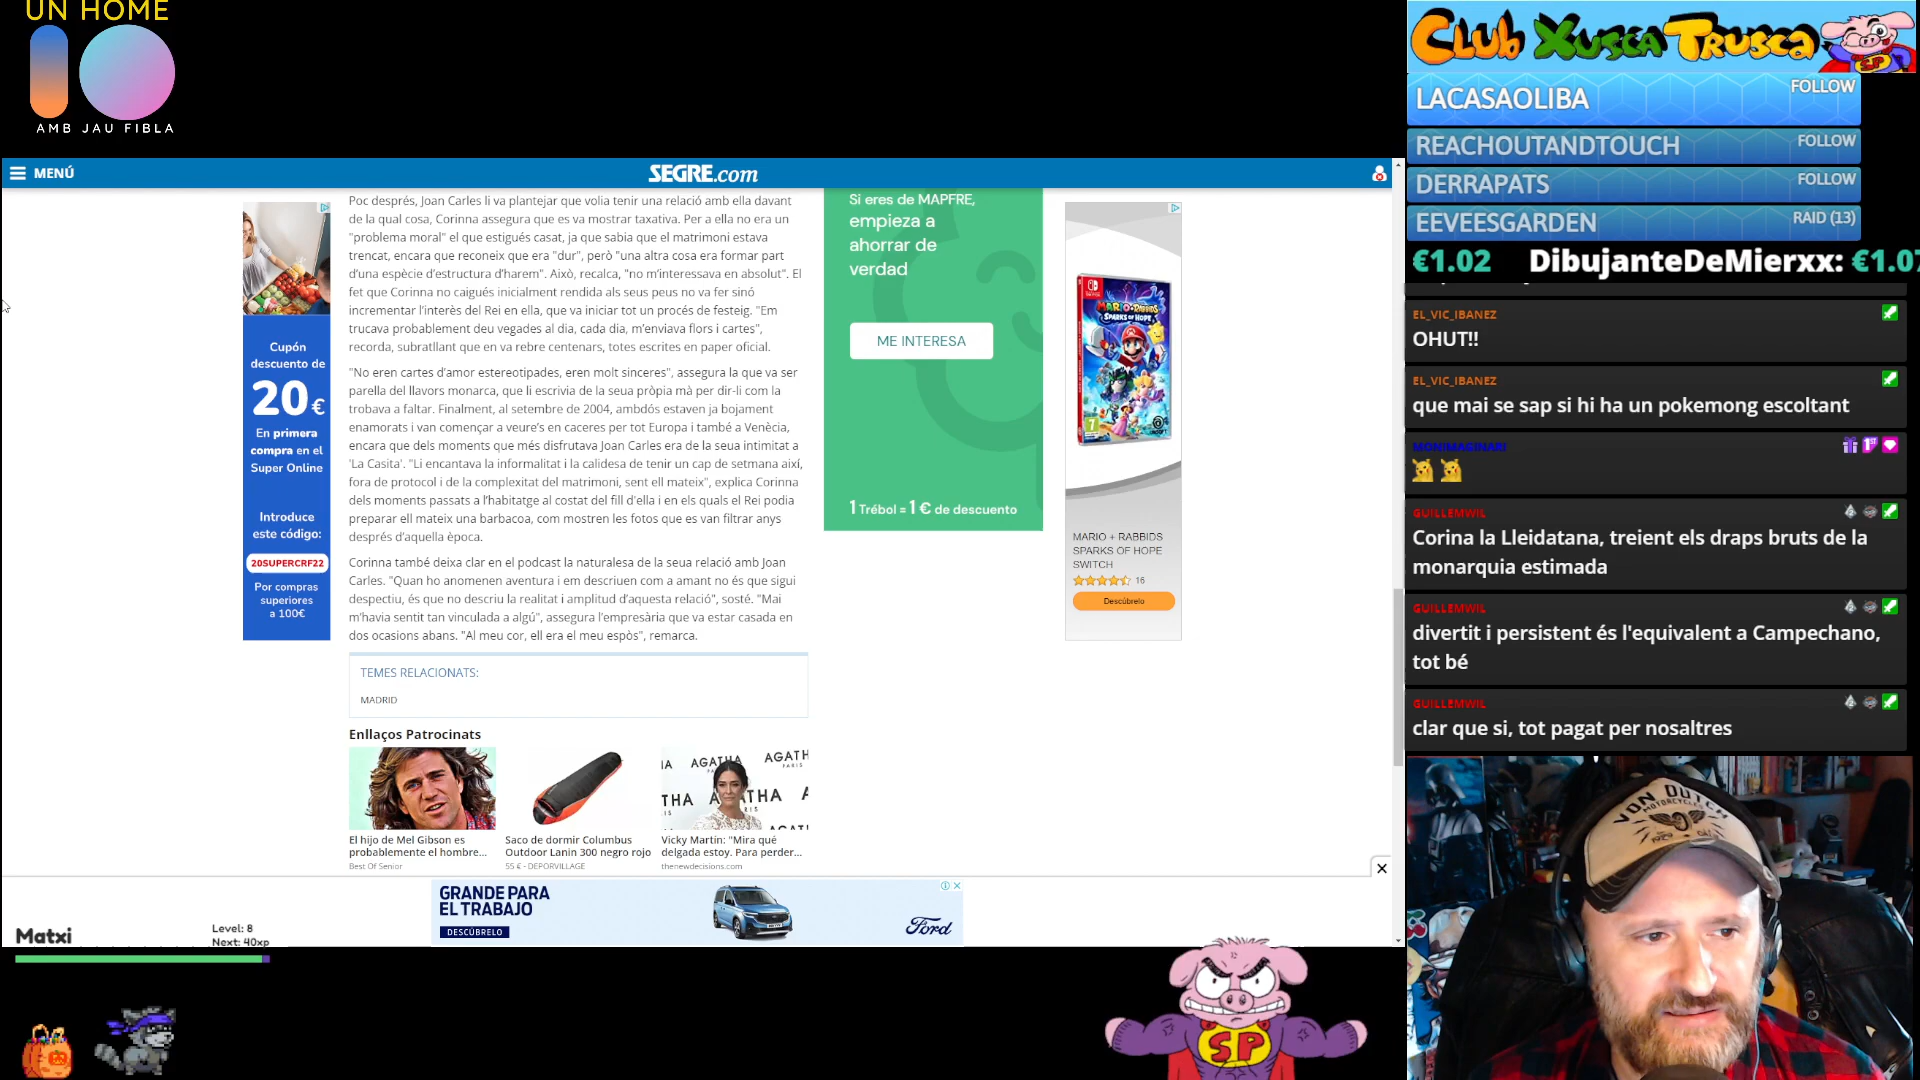 UN HOME
10
AMB JAU FIBLA
MENÚ
SEGRE.com
Cupón
descuento de
20€
En primera
compra en el
Super Online
Introduce
este código:
20SUPERCRF22
Por compras
superiores
a 100€
Poc després, Joan Carles li va plantejar que volia tenir una relació amb ella davant
de la qual cosa, Corinna assegura que es va mostrar taxativa. Per a ella no era un
"problema moral" el que estigués casat, ja que sabia que el matrimoni estava
trencat, encara que reconeix que era "dur", però "una altra cosa era formar part
d’una espècie d’estructura d’harem". Això, recalca, "no m’interessava en absolut". El
fet que Corinna no caigués inicialment rendida als seus peus no va fer sinó
incrementar l’interès del Rei en ella, que va iniciar tot un procés de festeig. "Em
trucava probablement deu vegades al dia, cada dia, m’enviava flors i cartes",
recorda, subratllant que en va rebre centenars, totes escrites en paper oficial.
"No eren cartes d’amor estereotipades, eren molt sinceres", assegura la que va ser
parella del llavors monarca, que li escrivia de la seua pròpia mà per dir-li com la
trobava a faltar. Finalment, al setembre de 2004, ambdós estaven ja bojament
enamorats i van començar a veure’s en caceres per tot Europa i també a Venècia,
encara que dels moments que més disfrutava Joan Carles era de la seua intimitat a
'La Casita'. "Li encantava la informalitat i la calidesa de tenir un cap de setmana així,
fora de protocol i de la complexitat del matrimoni, sent ell mateix", explica Corinna
dels moments passats a l’habitatge al costat del fill d’ella i en els quals el Rei podia
preparar ell mateix una barbacoa, com mostren les fotos que es van filtrar anys
després d’aquella època.
Corinna també deixa clar en el podcast la naturalesa de la seua relació amb Joan
Carles. "Quan ho anomenen aventura i em descriuen com a amant no és que sigui
despectiu, és que no descriu la realitat i amplitud d’aquesta relació", sosté. "Mai
m’havia sentit tan vinculada a algú", assegura l’empresària que va estar casada en
dos ocasions abans. "Al meu cor, ell era el meu espòs", remarca.
TEMES RELACIONATS:
MADRID
Enllaços Patrocinats
AGATHA
PARIS
El hijo de Mel Gibson es
probablemente el hombre...
Best Of Senior
Saco de dormir Columbus
Outdoor Lanin 300 negro rojo
55 € - DEPORVILLAGE
Vicky Martín: "Mira qué
delgada estoy. Para perder...
thenewdecisions.com
Si eres de MAPFRE,
empieza a
ahorrar de
verdad
ME INTERESA
1 Trébol = 1 € de descuento
MARIO + RABBIDS
SPARKS OF HOPE
7
MARIO + RABBIDS
SPARKS OF HOPE
SWITCH
16
Descúbrelo
GRANDE PARA
EL TRABAJO
DESCÚBRELO
Ford
Matxi
Level: 8
Next: 40xp
SP
CLUB XUSCA TRUSCA
SP
LACASAOLIBA FOLLOW
REACHOUTANDTOUCH FOLLOW
DERRAPATS FOLLOW
EEVEESGARDEN RAID (13)
€1.02 DibujanteDeMierxx: €1.07
EL_VIC_IBANEZ
OHUT!!
EL_VIC_IBANEZ
que mai se sap si hi ha un pokemong escoltant
GUILLEMWIL
Corina la Lleidatana, treient els draps bruts de la
monarquia estimada
GUILLEMWIL
divertit i persistent és l'equivalent a Campechano,
tot bé
GUILLEMWIL
clar que si, tot pagat per nosaltres
VON DUTCH
MOTORCYCLES